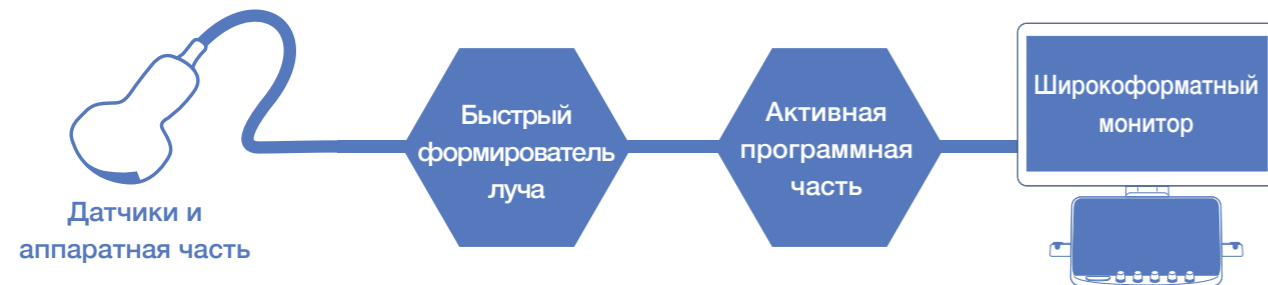 Датчики и
аппаратная часть
Быстрый
формирователь
луча
Активная
программная
часть
Широкоформатный
монитор